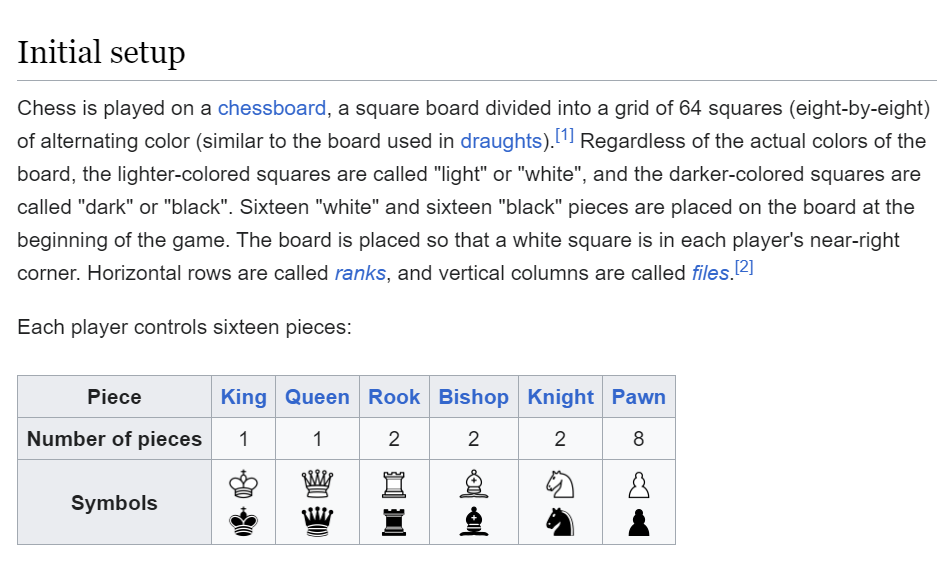 Initial setup
Chess is played on a chessboard, a square board divided into a grid of 64 squares (eight-by-eight)
of alternating color (similar to the board used in draughts).[1] Regardless of the actual colors of the
board, the lighter-colored squares are called "light" or "white", and the darker-colored squares are
called "dark" or "black". Sixteen "white" and sixteen "black" pieces are placed on the board at the
beginning of the game. The board is placed so that a white square is in each player's near-right
corner. Horizontal rows are called ranks, and vertical columns are called files.[2]
Each player controls sixteen pieces:
Piece King Queen Rook Bishop Knight Pawn
Number of pieces 1 1 2 2 2 8
Symbols